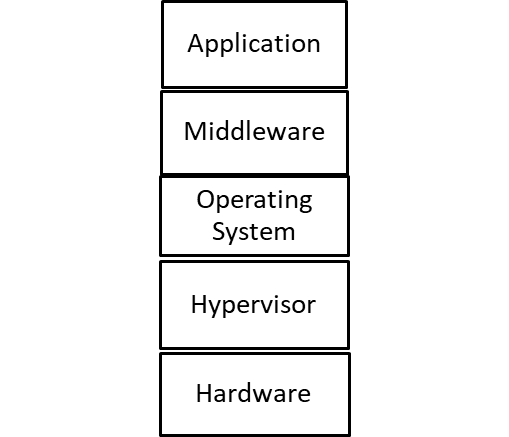 Application
Middleware
Operating
System
Hypervisor
Hardware